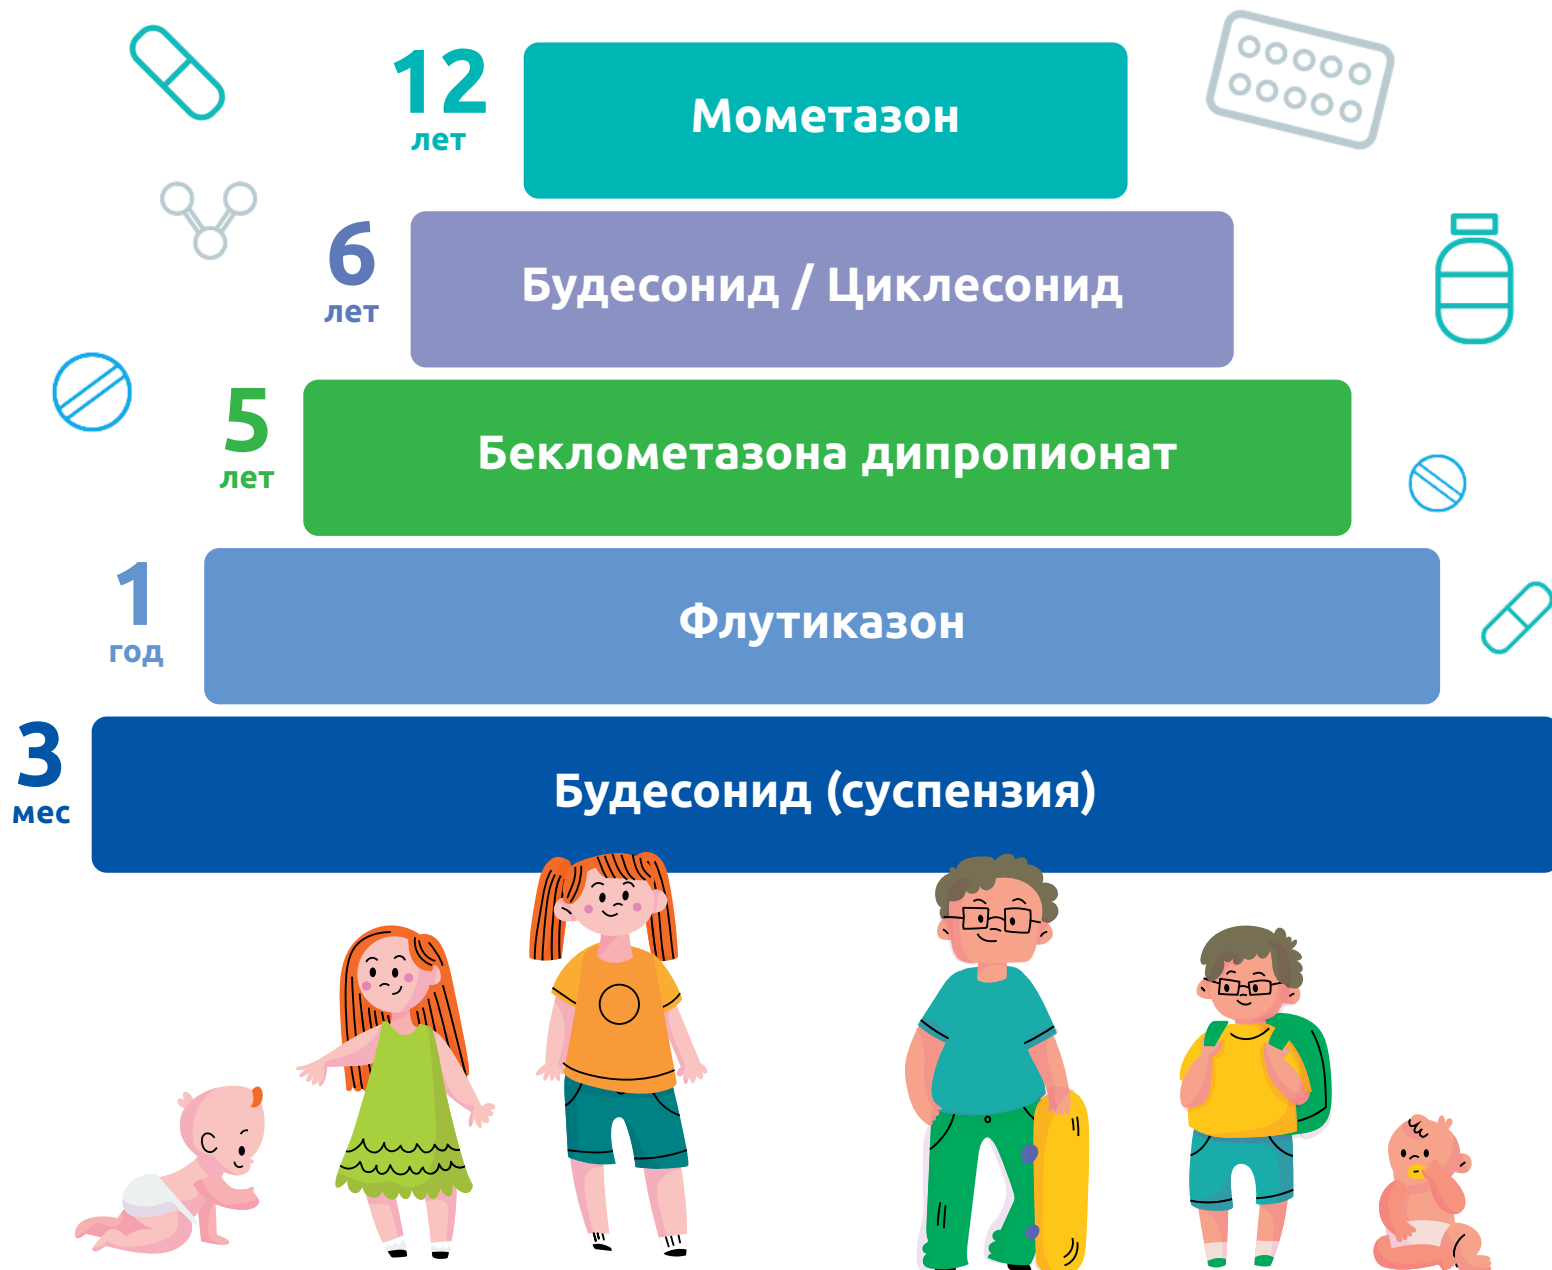 12
лет
Мометазон
6
лет
Будесонид / Циклесонид
5
лет
Беклометазона дипропионат
1
год
Флутиказон
3
мес
Будесонид (суспензия)